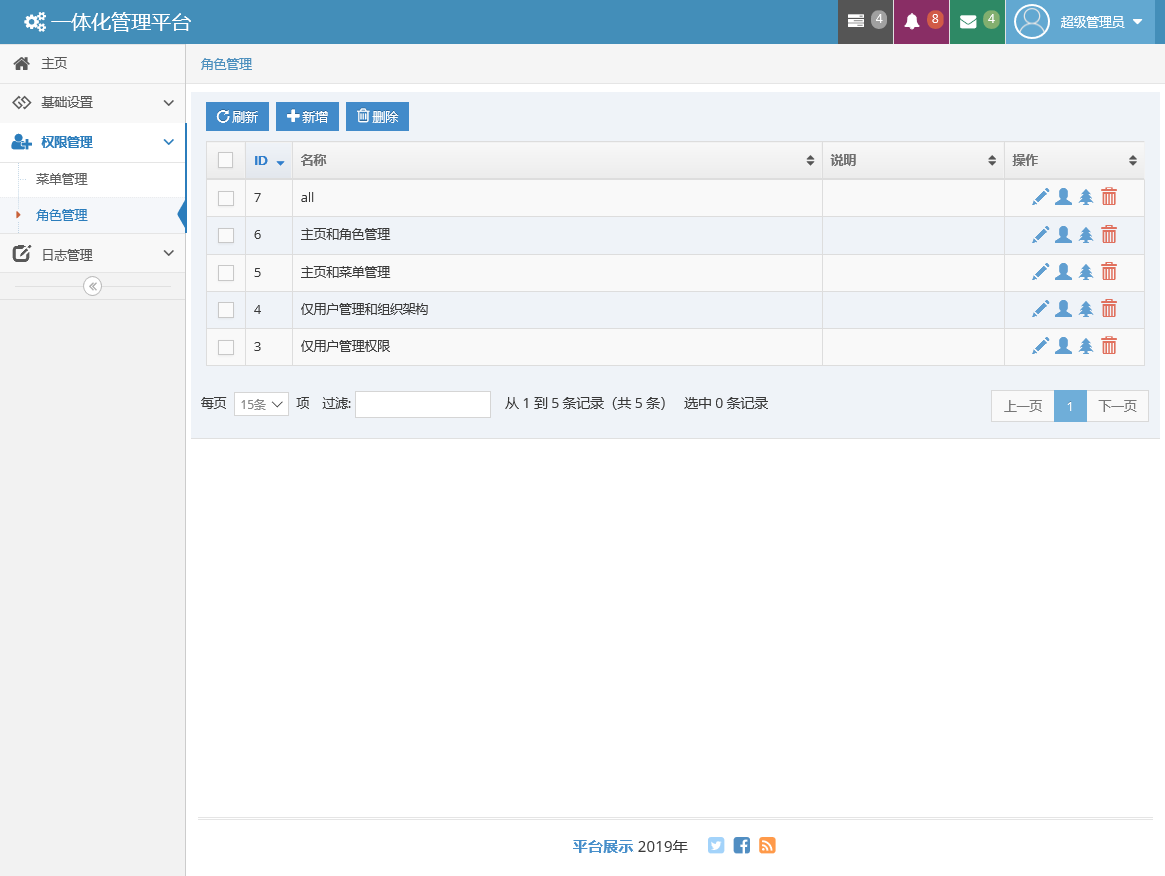 一体化管理平台
4
8
4
超级管理员
主页
基础设置
权限管理
菜单管理
角色管理
日志管理
角色管理
刷新 新增 删除
ID 名称 说明 操作
7 all
6 主页和角色管理
5 主页和菜单管理
4 仅用户管理和组织架构
3 仅用户管理权限
每页 15条 项 过滤: 从 1 到 5 条记录（共 5 条） 选中 0 条记录 上一页 1 下一页
平台展示 2019年